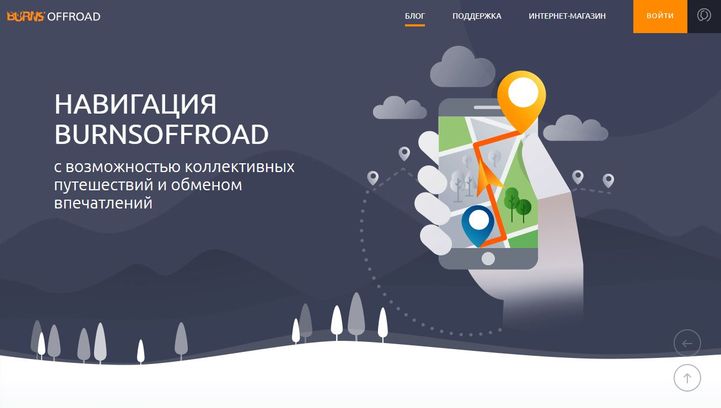 BURNS OFFROAD
БЛОГ
ПОДДЕРЖКА
ИНТЕРНЕТ-МАГАЗИН
ВОЙТИ
НАВИГАЦИЯ
BURNSOFFROAD
с возможностью коллективных
путешествий и обменом
впечатлений